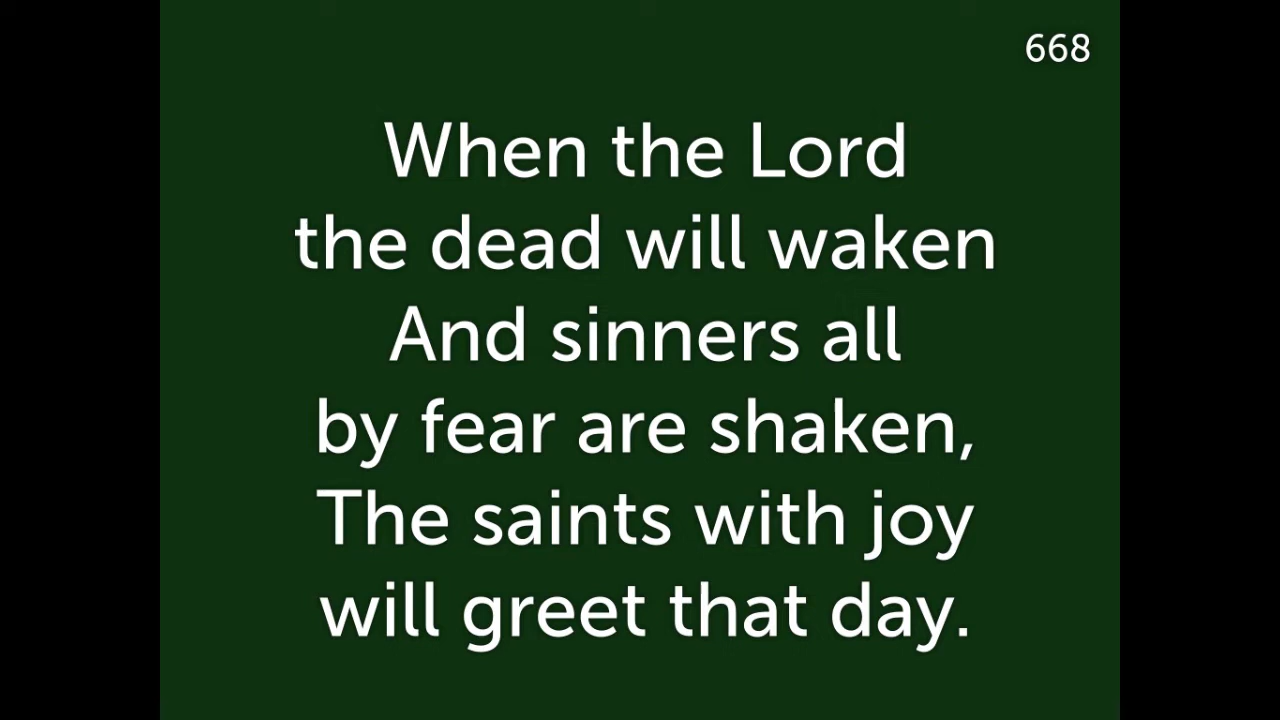 668
When the Lord
the dead will waken
And sinners all
by fear are shaken,
The saints with joy
will greet that day.